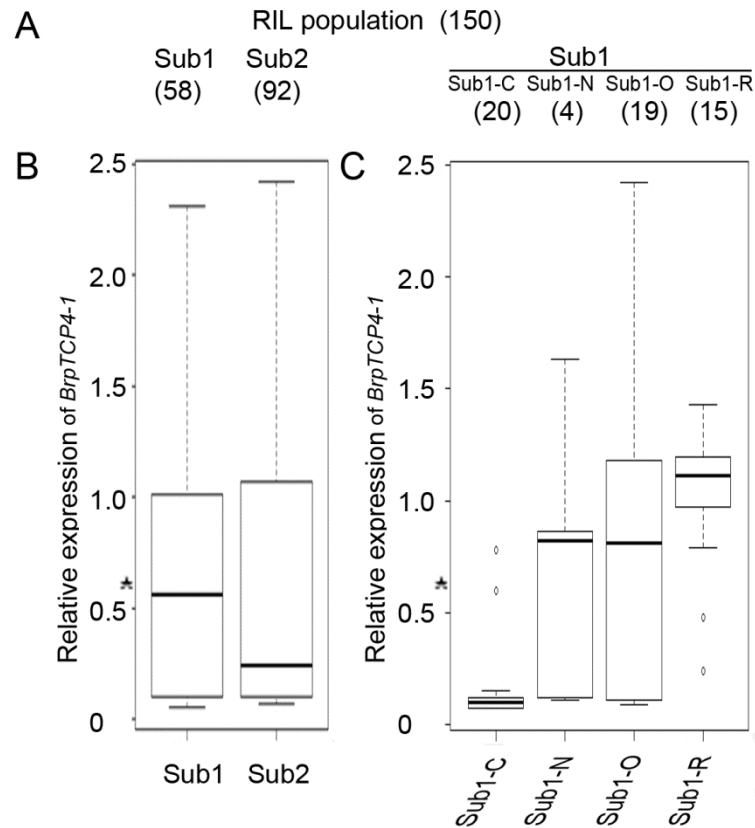 A
RIL population (150)
Sub1 Sub2
(58) (92)
Sub1
Sub1-C Sub1-N Sub1-O Sub1-R
(20) (4) (19) (15)
B
Relative expression of BrpTCP4-1
*
2.5
2.0
1.5
1.0
0.5
0
Sub1 Sub2
C
Relative expression of BrpTCP4-1
*
2.5
2.0
1.5
1.0
0.5
0
Sub1-C
Sub1-N
Sub1-O
Sub1-R